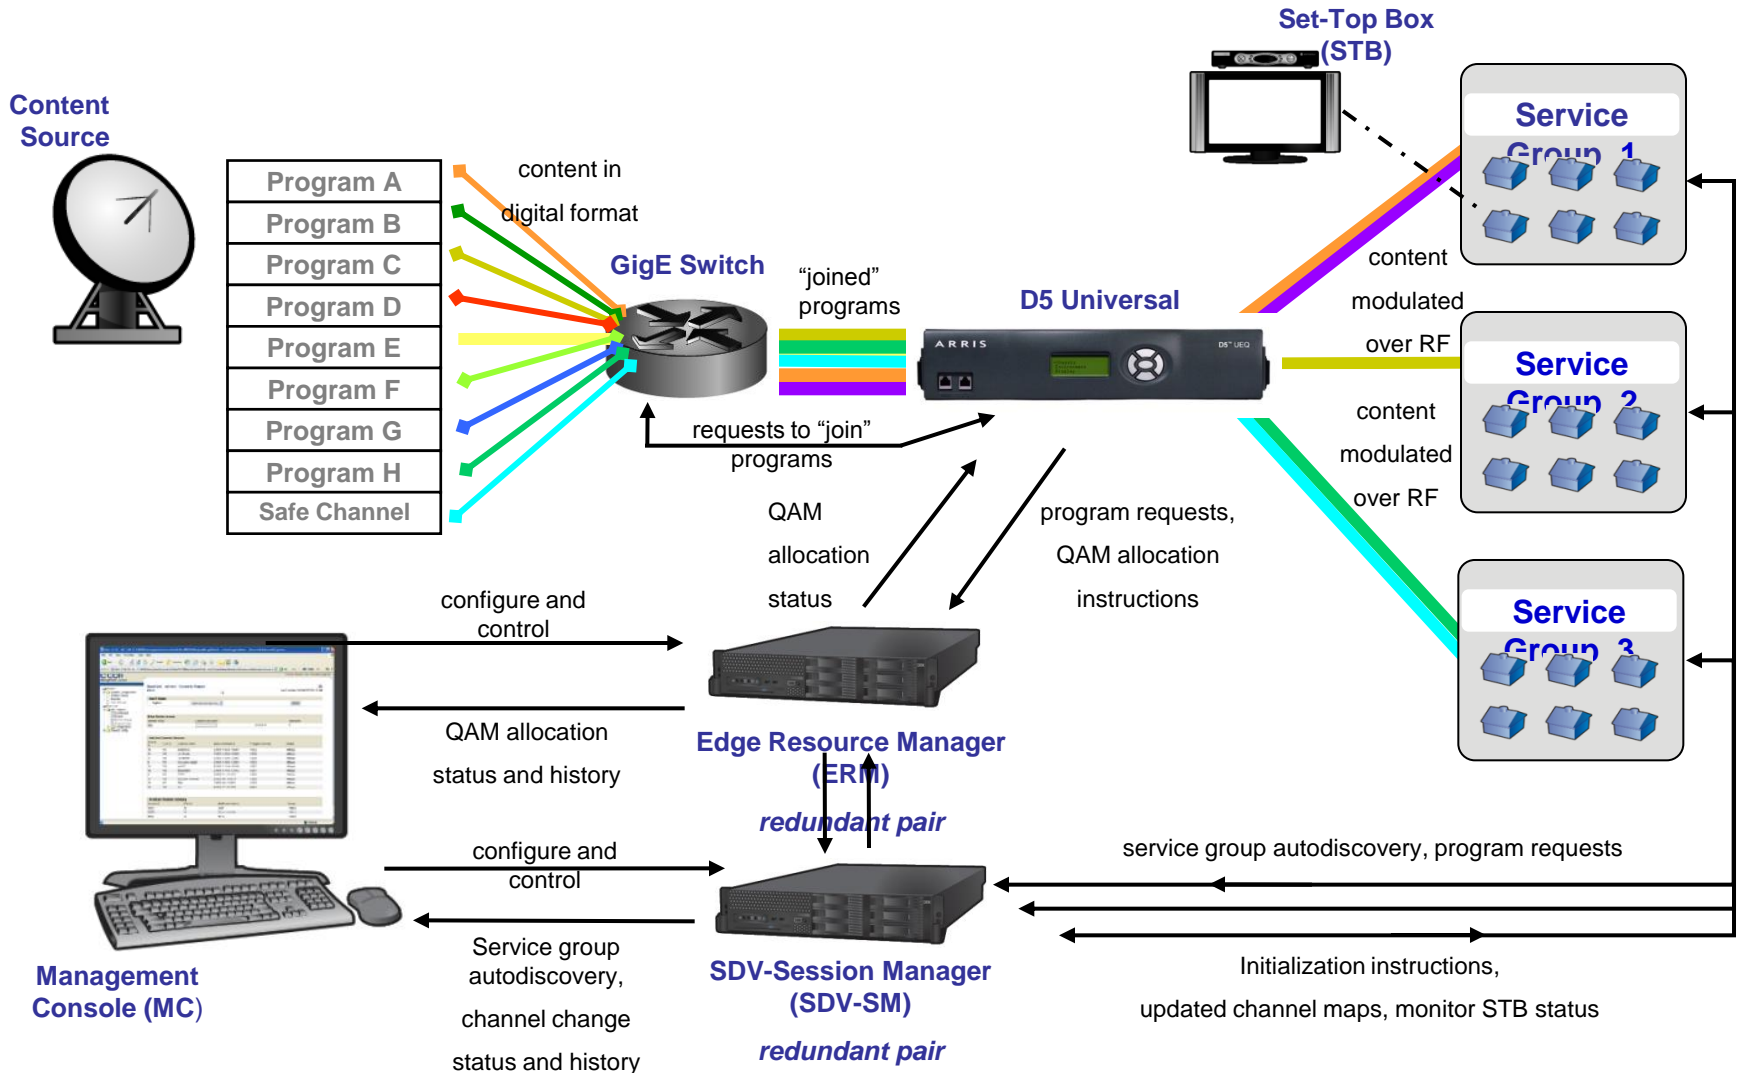 Set-Top Box
(STB)
Content
Source
Program A
Program B
Program C
Program D
Program E
Program F
Program G
Program H
Safe Channel
content in
digital format
GigE Switch
“joined”
programs
D5 Universal
ARRIS
D5™ UEQ
requests to “join”
programs
Service
Group 1
content
modulated
over RF
Service
Group 2
content
modulated
over RF
Service
Group 3
QAM
allocation
status
program requests,
QAM allocation
instructions
configure and
control
QAM allocation
status and history
Edge Resource Manager
(ERM)
redundant pair
configure and
control
Service group
autodiscovery,
channel change
status and history
SDV-Session Manager
(SDV-SM)
redundant pair
service group autodiscovery, program requests
Initialization instructions,
updated channel maps, monitor STB status
Management
Console (MC)